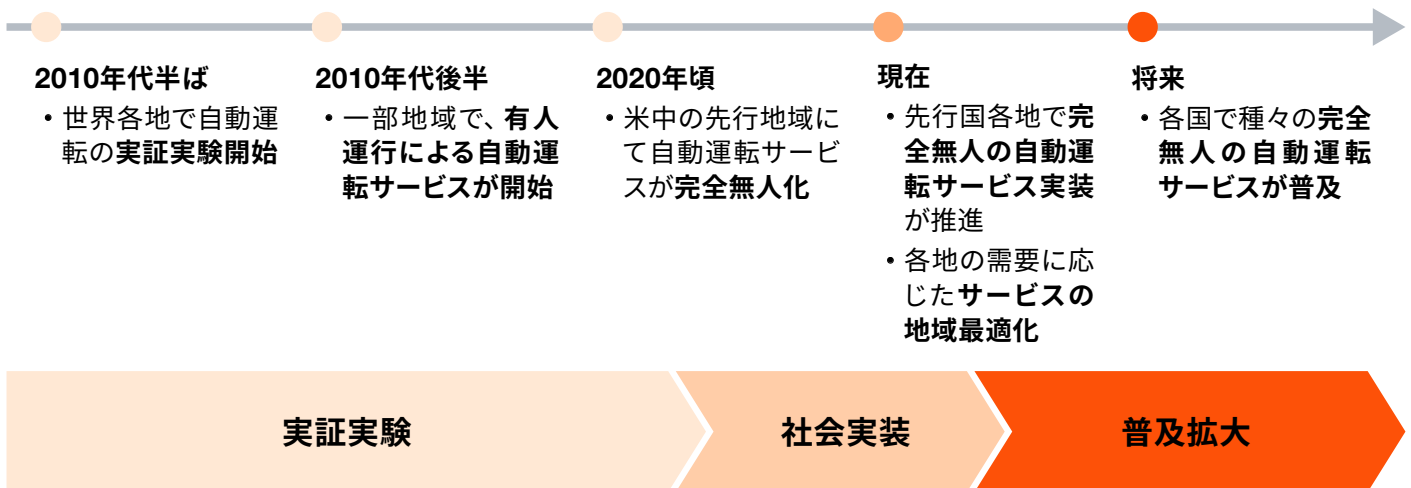 2010年代半ば
・世界各地で自動運
転の実証実験開始
2010年代後半
・一部地域で、有人
運行による自動運
転サービスが開始
2020年頃
・米中の先行地域に
て自動運転サービ
スが完全無人化
現在
・先行国各地で完
全無人の自動運
転サービス実装
が推進
・各地の需要に応
じたサービスの
地域最適化
将来
・各国で種々の完全
無人の自動運転
サービスが普及
実証実験
社会実装
普及拡大